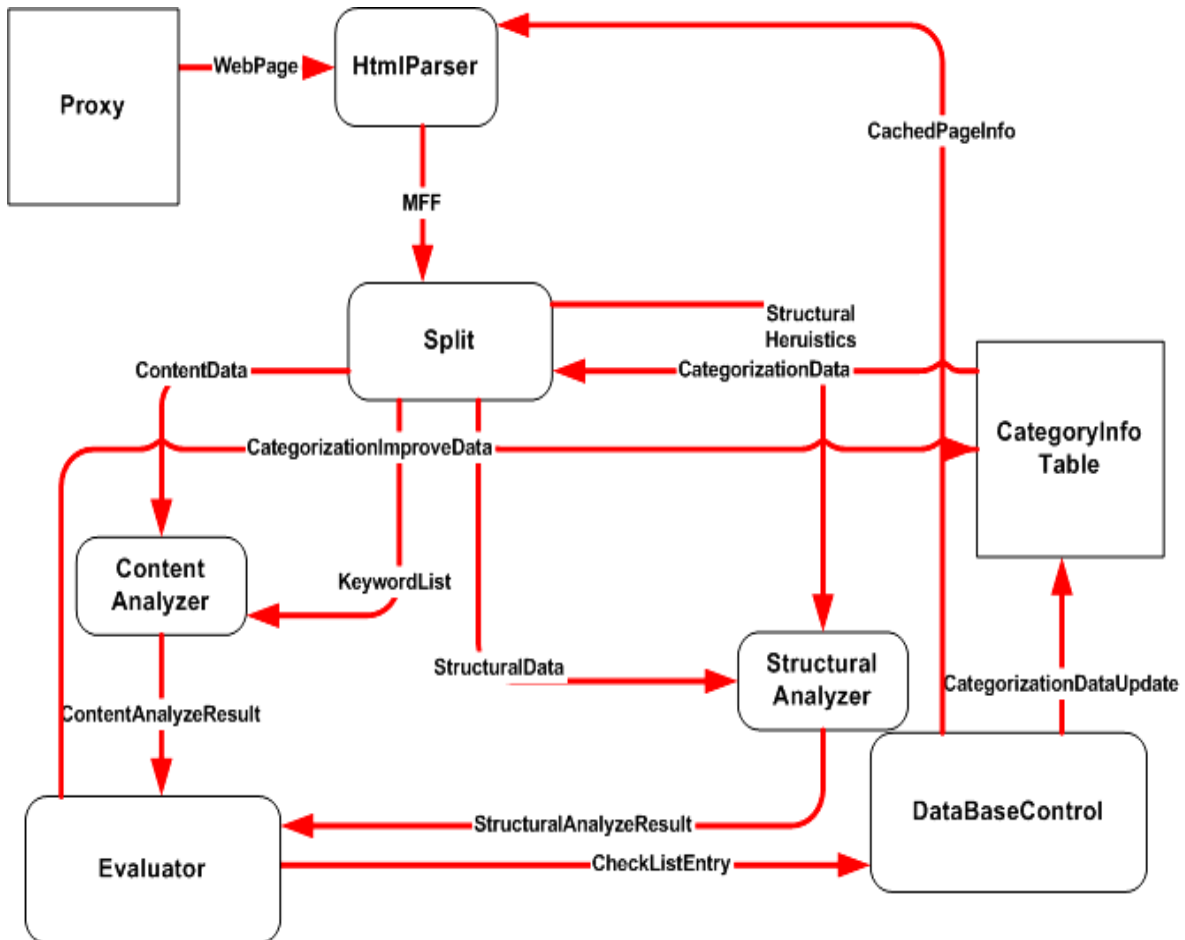 WebPage
HtmlParser
Proxy
CachedPageInfo
MFF
Structural
Heruistics
Split
ContentData
CategorizationData
CategorizationImproveData
CategoryInfo
Table
Content
Analyzer
KeywordList
StructuralData
Structural
Analyzer
CategorizationDataUpdate
ContentAnalyzeResult
StructuralAnalyzeResult
DataBaseControl
Evaluator
CheckListEntry